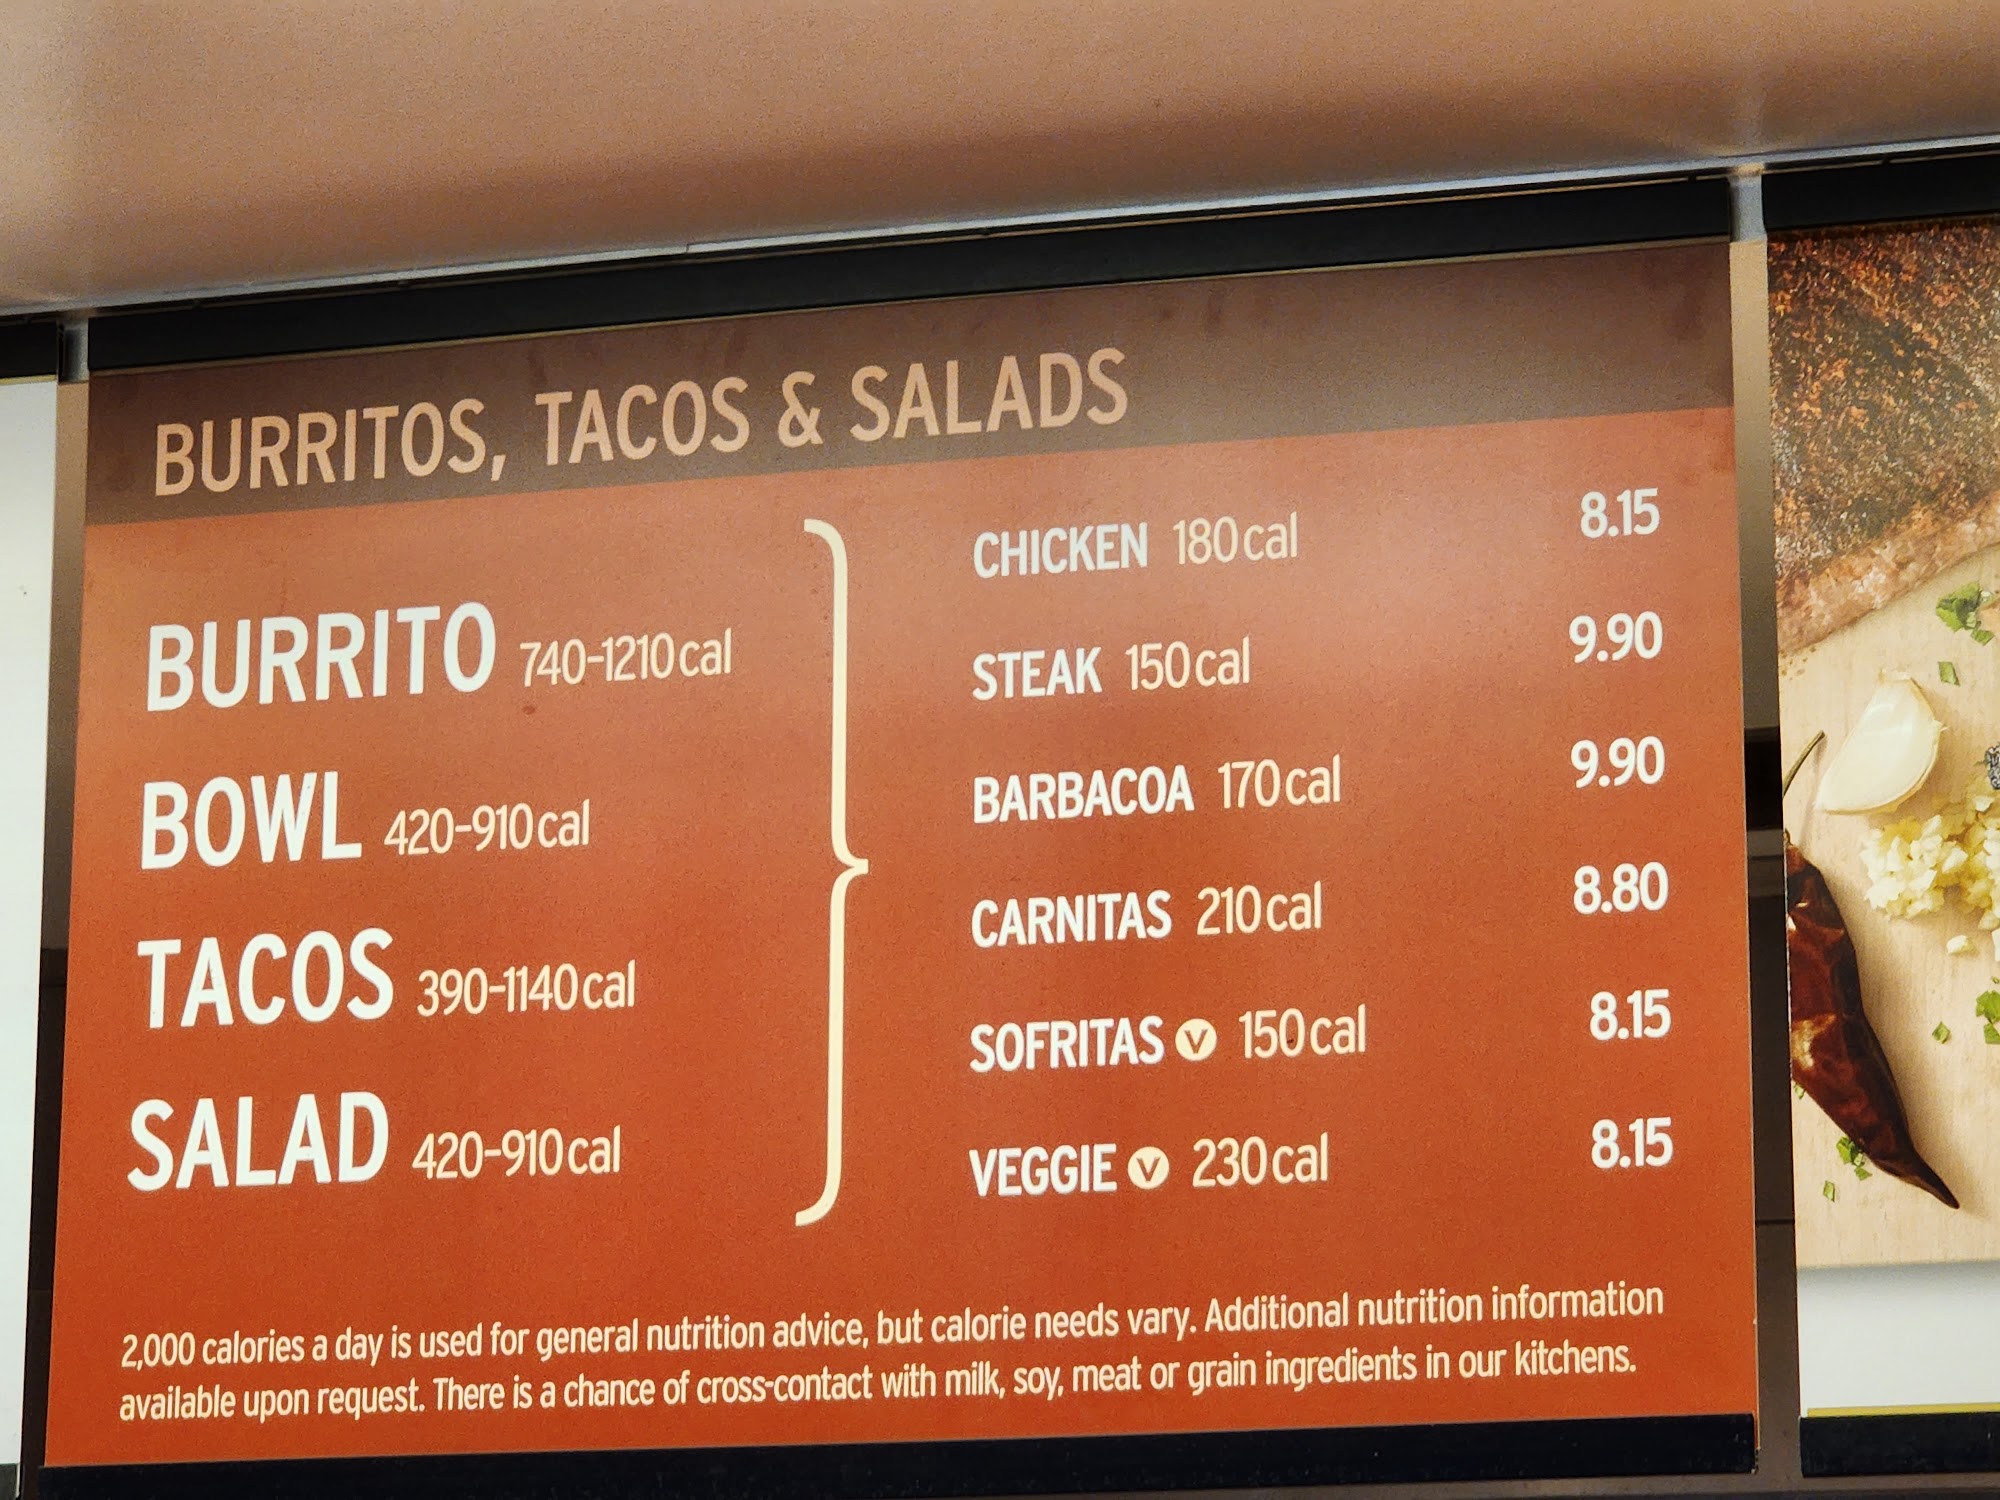 BURRITOS, TACOS & SALADS
BURRITO 740-1210cal
BOWL 420-910cal
TACOS 390-1140cal
SALAD 420-910cal
CHICKEN 180cal 8.15
STEAK 150cal 9.90
BARBACOA 170cal 9.90
CARNITAS 210cal 8.80
SOFRITAS V 150cal 8.15
VEGGIE V 230cal 8.15
2,000 calories a day is used for general nutrition advice, but calorie needs vary. Additional nutrition information
available upon request. There is a chance of cross-contact with milk, soy, meat or grain ingredients in our kitchens.